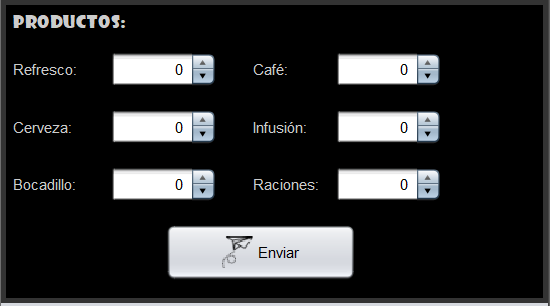 PRODUCTOS:
Refresco: 0 Café: 0
Cerveza: 0 Infusión: 0
Bocadillo: 0 Raciones: 0
Enviar